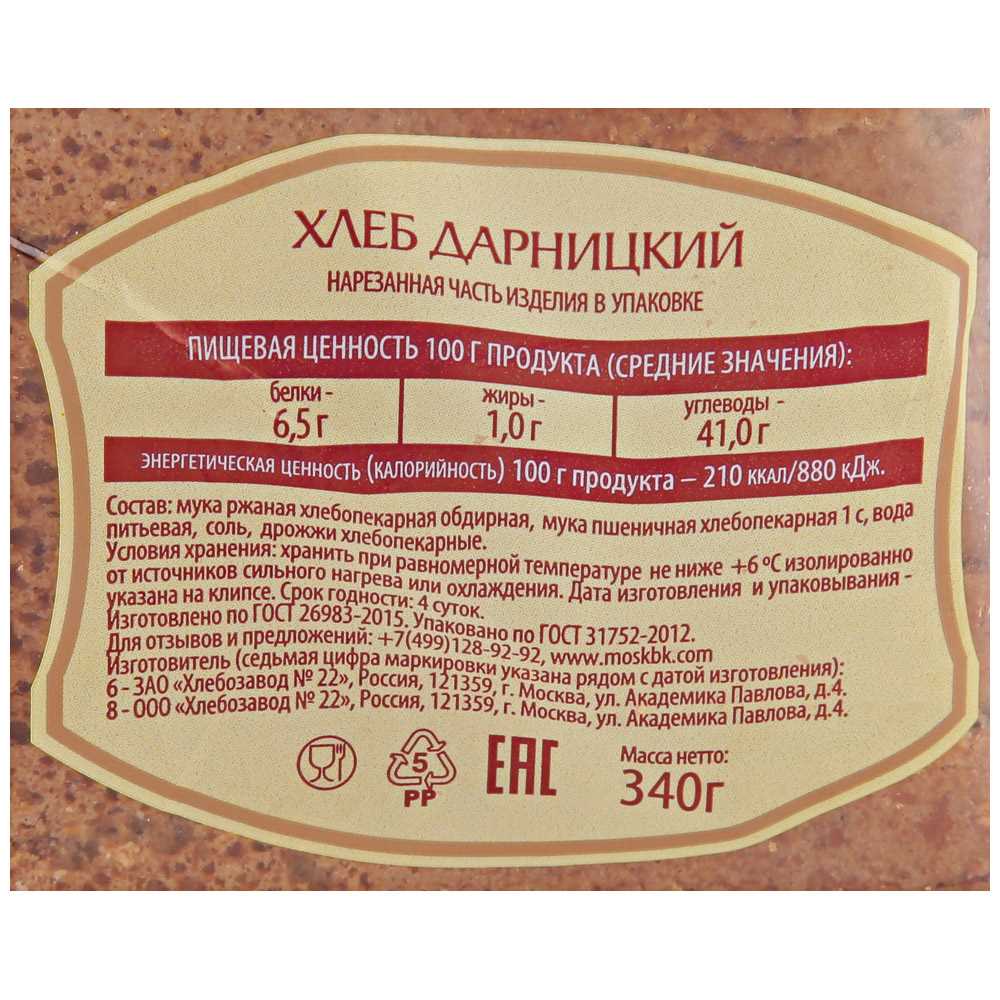 ХЛЕБ ДАРНИЦКИЙ
НАРЕЗАННАЯ ЧАСТЬ ИЗДЕЛИЯ В УПАКОВКЕ
ПИЩЕВАЯ ЦЕННОСТЬ 100 Г ПРОДУКТА (СРЕДНИЕ ЗНАЧЕНИЯ):
белки - жиры - углеводы -
6,5 г 1,0 г 41,0 г
ЭНЕРГЕТИЧЕСКАЯ ЦЕННОСТЬ (КАЛОРИЙНОСТЬ) 100 г продукта – 210 ккал/880 кДж.
Состав: мука ржаная хлебопекарная обдирная, мука пшеничная хлебопекарная 1 с, вода
питьевая, соль, дрожжи хлебопекарные.
Условия хранения: хранить при равномерной температуре не ниже +6 ºС изолированно
от источников сильного нагрева или охлаждения. Дата изготовления и упаковывания -
указана на клипсе. Срок годности: 4 суток.
Изготовлено по ГОСТ 26983-2015. Упаковано по ГОСТ 31752-2012.
Для отзывов и предложений: +7(499)128-92-92, www.moskbk.com
Изготовитель (седьмая цифра маркировки указана рядом с датой изготовления):
6 - ЗАО «Хлебозавод № 22», Россия, 121359, г. Москва, ул. Академика Павлова, д.4.
8 - ООО «Хлебозавод № 22», Россия, 121359, г. Москва, ул. Академика Павлова, д.4.
5
PP
EAC
Масса нетто:
340г